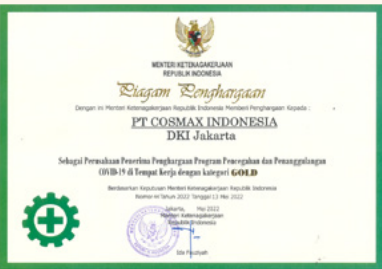 MENTERI KETENAGAKERJAAN
REPUBLIK INDONESIA
Piagam Penghargaan
Dengan ini Menteri Ketenagakerjaan Republik Indonesia Memberi Penghargaan Kepada :
PT COSMAX INDONESIA
DKI Jakarta
Sebagai Perusahaan Penerima Penghargaan Program Pencegahan dan Penanggulangan
COVID-19 di Tempat Kerja dengan kategori GOLD
Berdasarkan Keputusan Menteri Ketenagakerjaan Republik Indonesia
Nomor 44 Tahun 2022 Tanggal 13 Mei 2022
Jakarta, Mei 2022
Menteri Ketenagakerjaan
Republik Indonesia
Ida Fauziyah